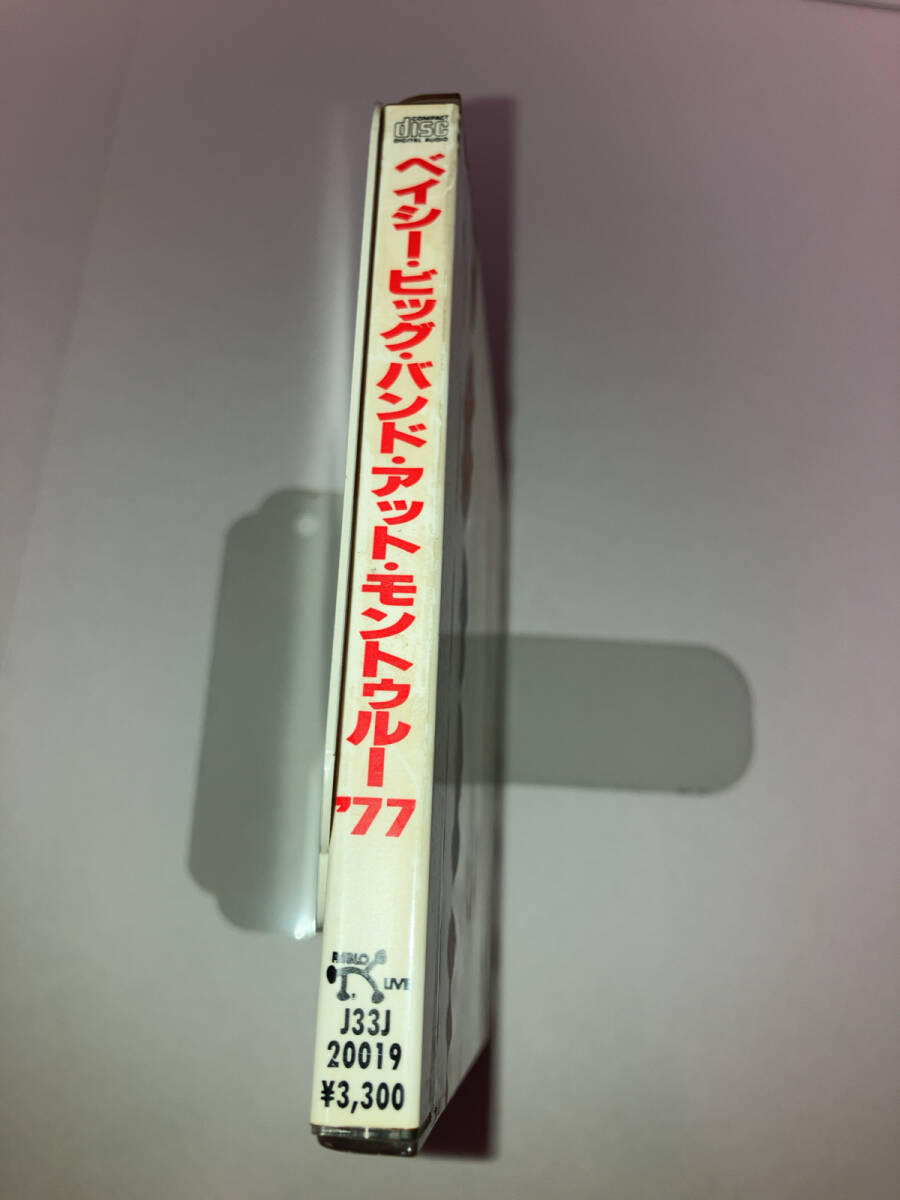 COMPACT
disc
DIGITAL AUDIO
ベイシー・ビッグ・バンド・アット・モントゥルー'77
PABLO
LIVE
J33J
20019
¥3,300